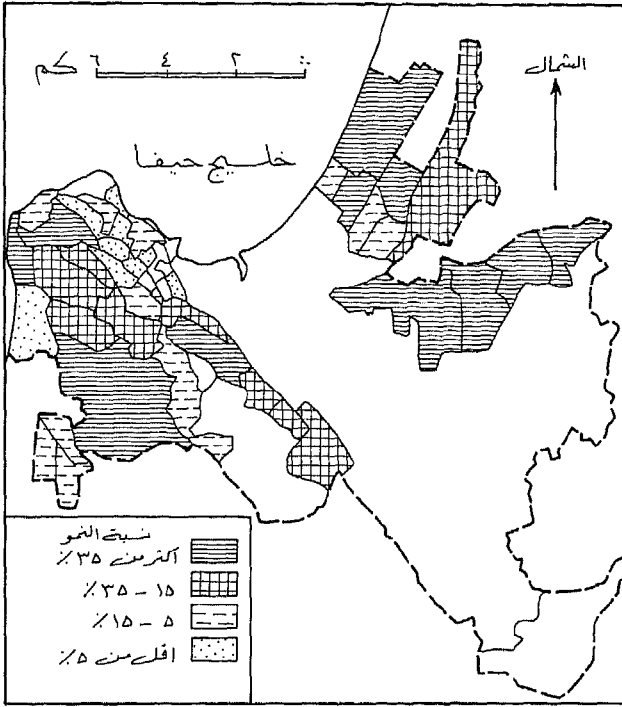 ٦ ٤ ٢ ٠ كم
الشمال
خليج حيفا
نسبة النمو
أكثر من ٣٥٪
١٥ - ٣٥٪
٥ - ١٥٪
اقل من ٥٪